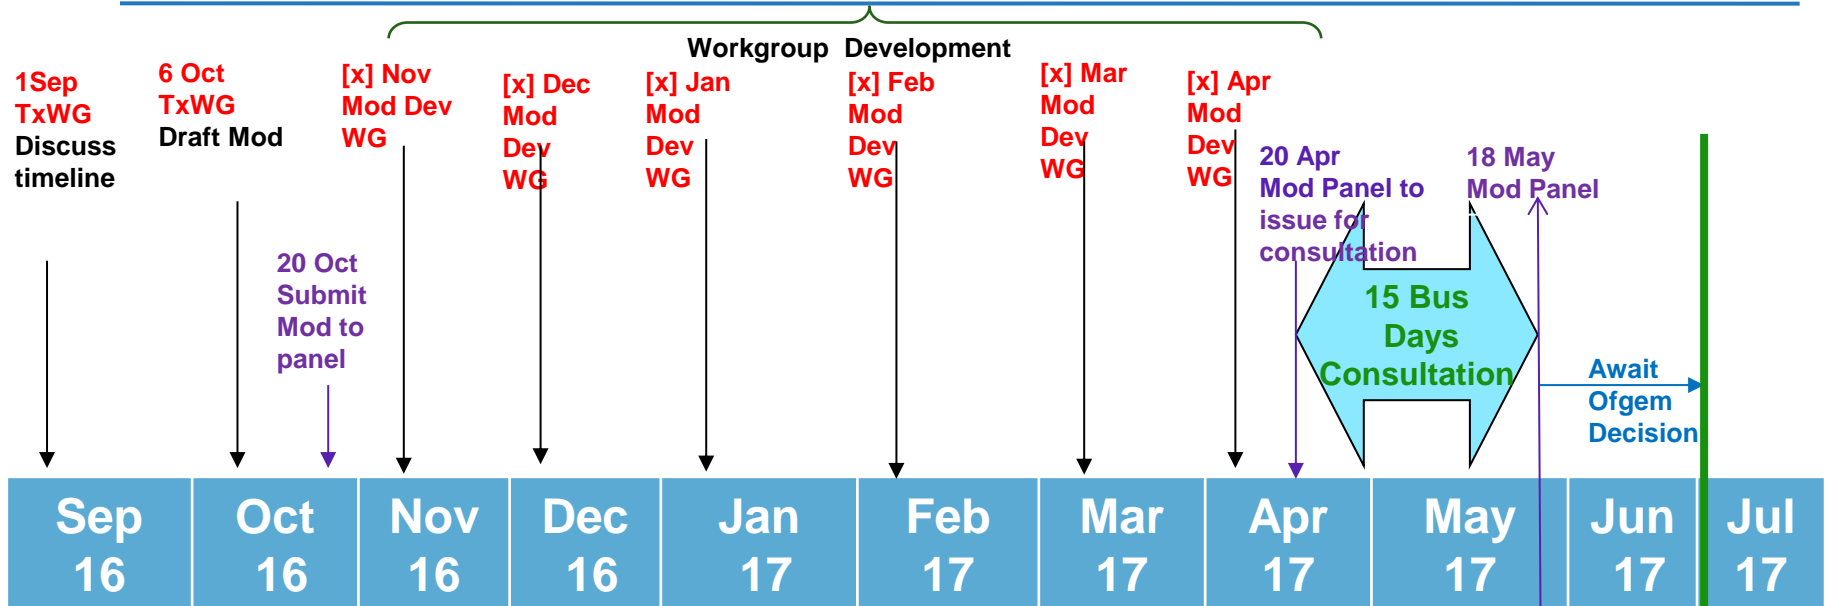 Workgroup Development
1Sep
TxWG
Discuss
timeline
6 Oct
TxWG
Draft Mod
20 Oct
Submit
Mod to
panel
[x] Nov
Mod Dev
WG
[x] Dec
Mod
Dev
WG
[x] Jan
Mod
Dev
WG
[x] Feb
Mod
Dev
WG
[x] Mar
Mod
Dev
WG
[x] Apr
Mod
Dev
WG
20 Apr
Mod Panel to
issue for
consultation
15 Bus
Days
Consultation
18 May
Mod Panel
Await
Ofgem
Decision
Sep
16
Oct
16
Nov
16
Dec
16
Jan
17
Feb
17
Mar
17
Apr
17
May
17
Jun
17
Jul
17